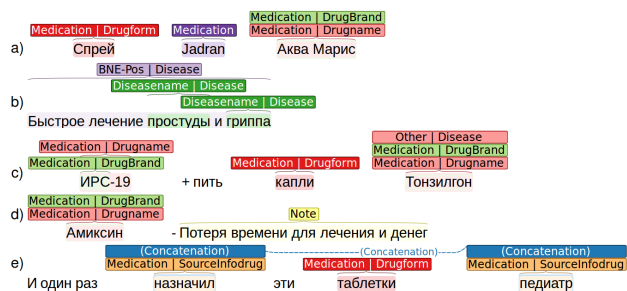 Medication | DrugBrand
Medication | Drugform Medication Medication | Drugname
a) Спрей Jadran Аква Марис
BNE-Pos | Disease
Diseasename | Disease
Diseasename | Disease
b) Быстрое лечение простуды и гриппа
Medication | Drugname Other | Disease
Medication | DrugBrand Medication | Drugform Medication | DrugBrand
Medication | Drugname
c) ИРС-19 + пить капли Тонзилгон
Medication | DrugBrand
Medication | Drugname Note
d) Амиксин - Потеря времени для лечения и денег
(Concatenation) (Concatenation) (Concatenation)
Medication | SourceInfodrug Medication | Drugform Medication | SourceInfodrug
e) И один раз назначил эти таблетки педиатр